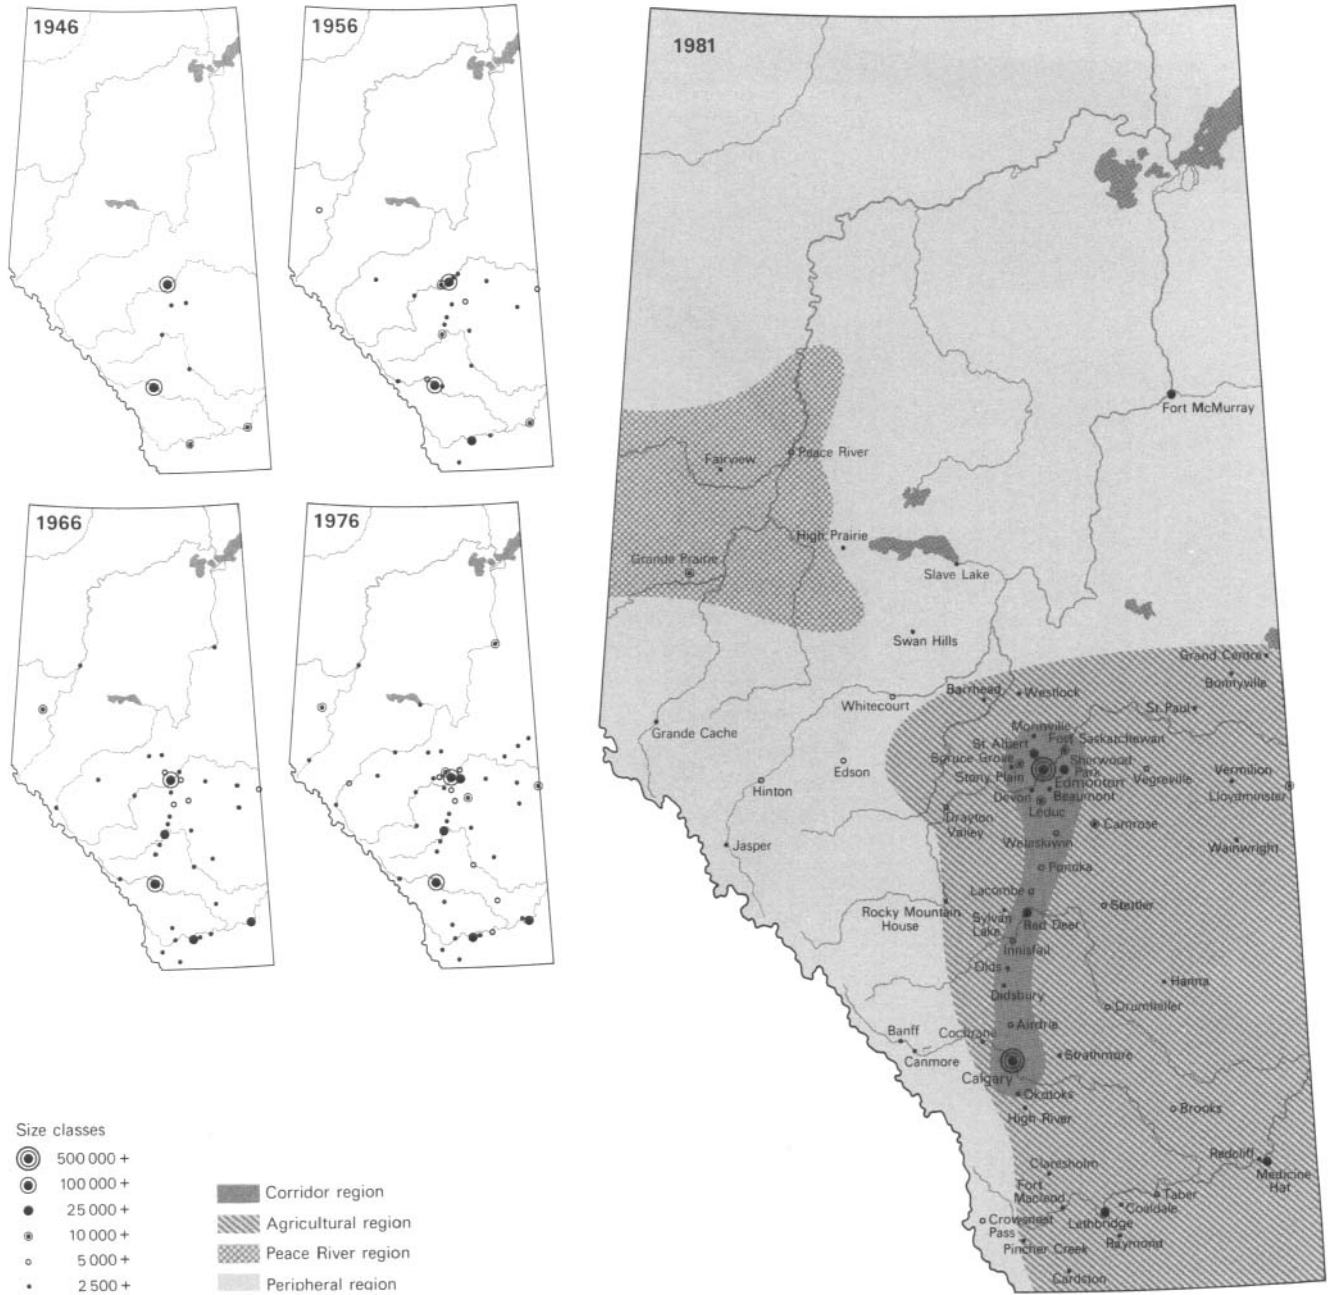 1946
1956
1966
1976
Size classes
500 000 +
100 000 +
25 000 +
10 000 +
5 000 +
2 500 +
Corridor region
Agricultural region
Peace River region
Peripheral region
1981
Fort McMurray
Fairview
Peace River
High Prairie
Grande Prairie
Slave Lake
Swan Hills
Grand Centre
Bonnyville
Barrhead
Westlock
Whitecourt
St Paul
Grande Cache
Morinville
St. Albert
Fort Saskatchewan
Spruce Grove
Sherwood
Park
Stony Plain
Edmonton
Vegreville
Vermilion
Edson
Hinton
Devon
Beaumont
Lloydminster
Leduc
Drayton
Valley
Camrose
Wetaskiwin
Wainwright
Jasper
Ponoka
Lacombe
Stettler
Rocky Mountain
House
Sylvan
Lake
Red Deer
Innisfail
Olds
Hanna
Didsbury
Drumheller
Airdrie
Banff
Cochrane
Canmore
Strathmore
Calgary
Okotoks
High River
Brooks
Redcliff
Medicine
Hat
Claresholm
Fort
Macleod
Taber
Coaldale
Crowsnest
Pass
Lethbridge
Raymond
Pincher Creek
Cardston